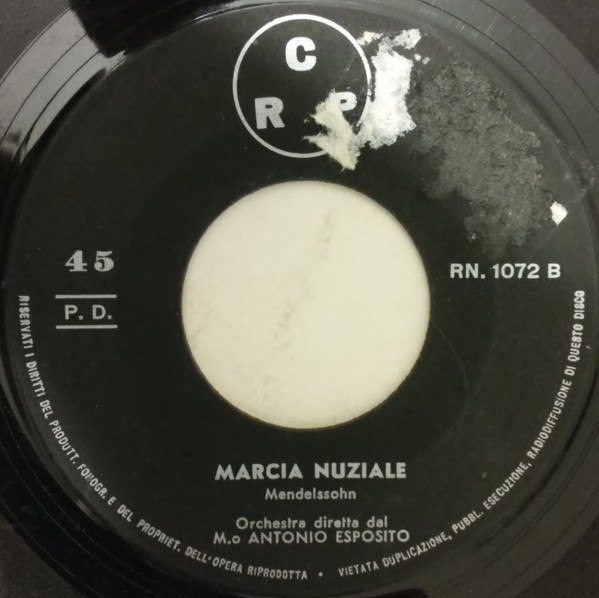 C
R P
45
RN. 1072 B
P. D.
MARCIA NUZIALE
Mendelssohn
Orchestra diretta dal
M.o ANTONIO ESPOSITO
RISERVATI I DIRITTI DEL PRODUTT. FONOGR. E DEL PROPRIET. DELL'OPERA RIPRODOTTA • VIETATA DUPLICAZIONE, PUBBL. ESECUZIONE, RADIODIFFUSIONE DI QUESTO DISCO